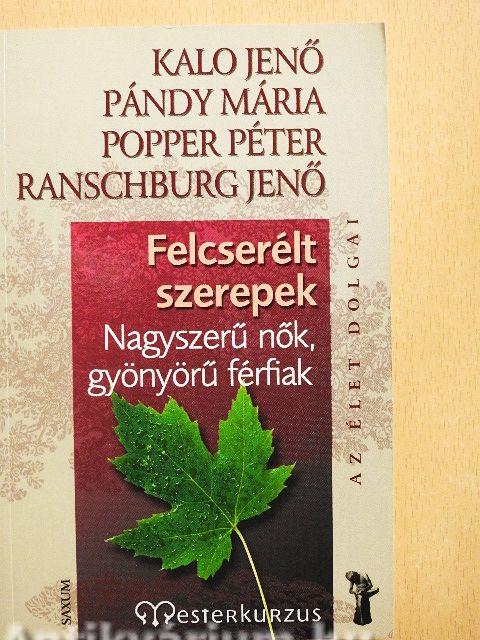 KALO JENŐ
PÁNDY MÁRIA
POPPER PÉTER
RANSCHBURG JENŐ
Felcserélt
szerepek
Nagyszerű nők,
gyönyörű férfiak
AZ ÉLET DOLGAI
SAXUM
Mesterkurzus